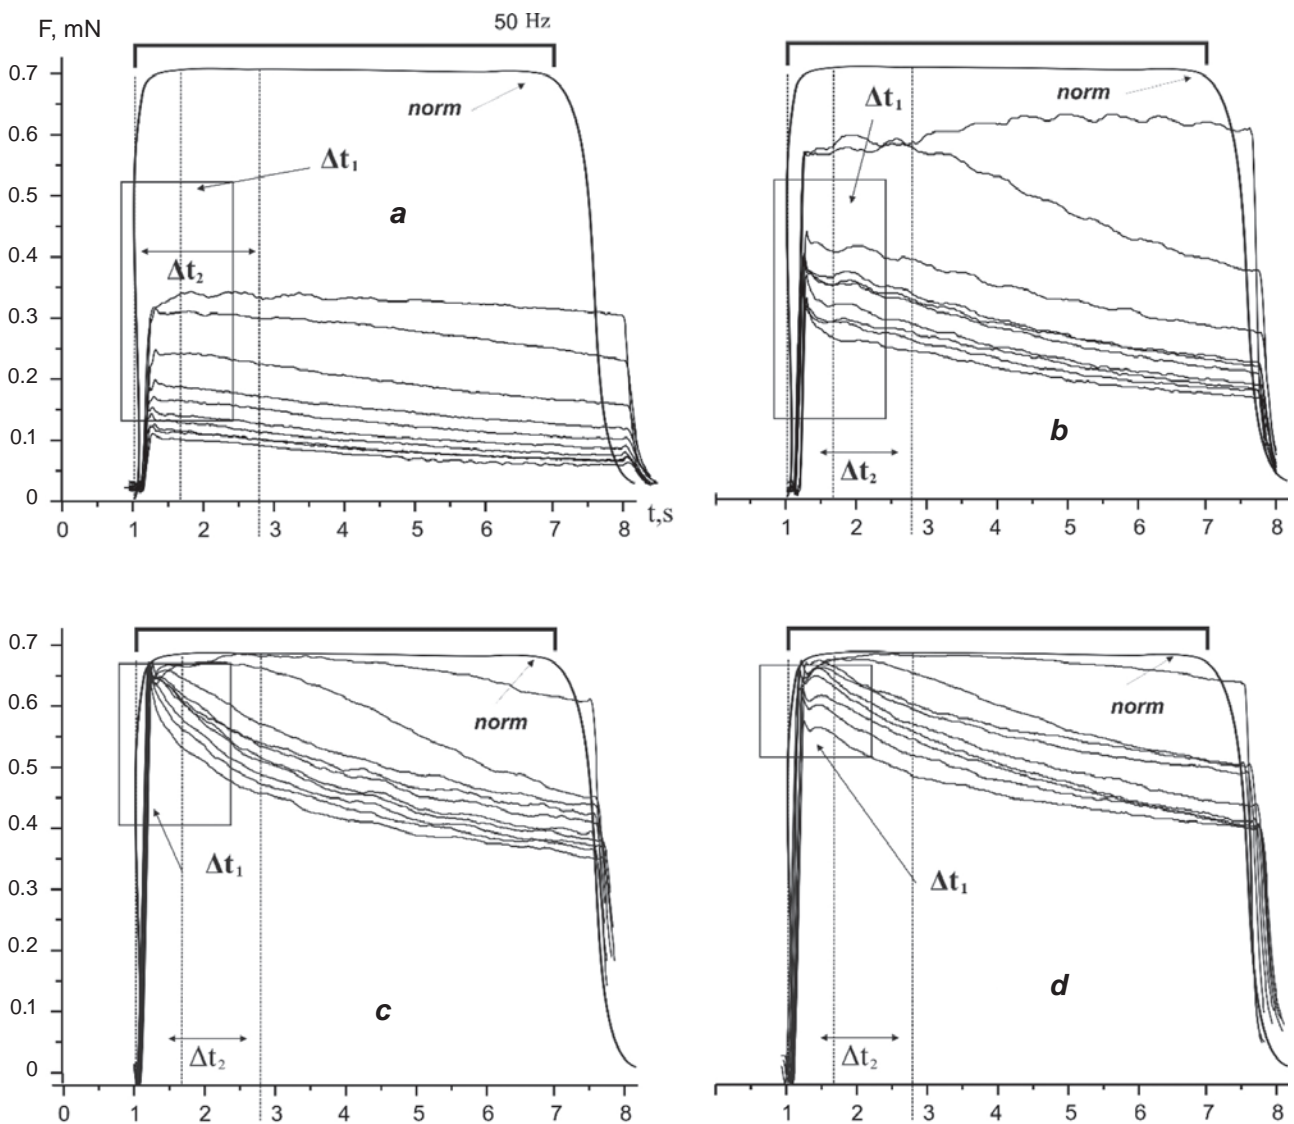 F, mN
50 Hz
0.7
0.6
0.5
0.4
0.3
0.2
0.1
0
norm
Δt₁
a
Δt₂
0 1 2 3 4 5 6 7 8 t,s
norm
Δt₁
b
Δt₂
1 2 3 4 5 6 7 8
0.7
0.6
0.5
0.4
0.3
0.2
0.1
0
norm
Δt₁
c
Δt₂
0 1 2 3 4 5 6 7 8
norm
Δt₁
d
Δt₂
1 2 3 4 5 6 7 8